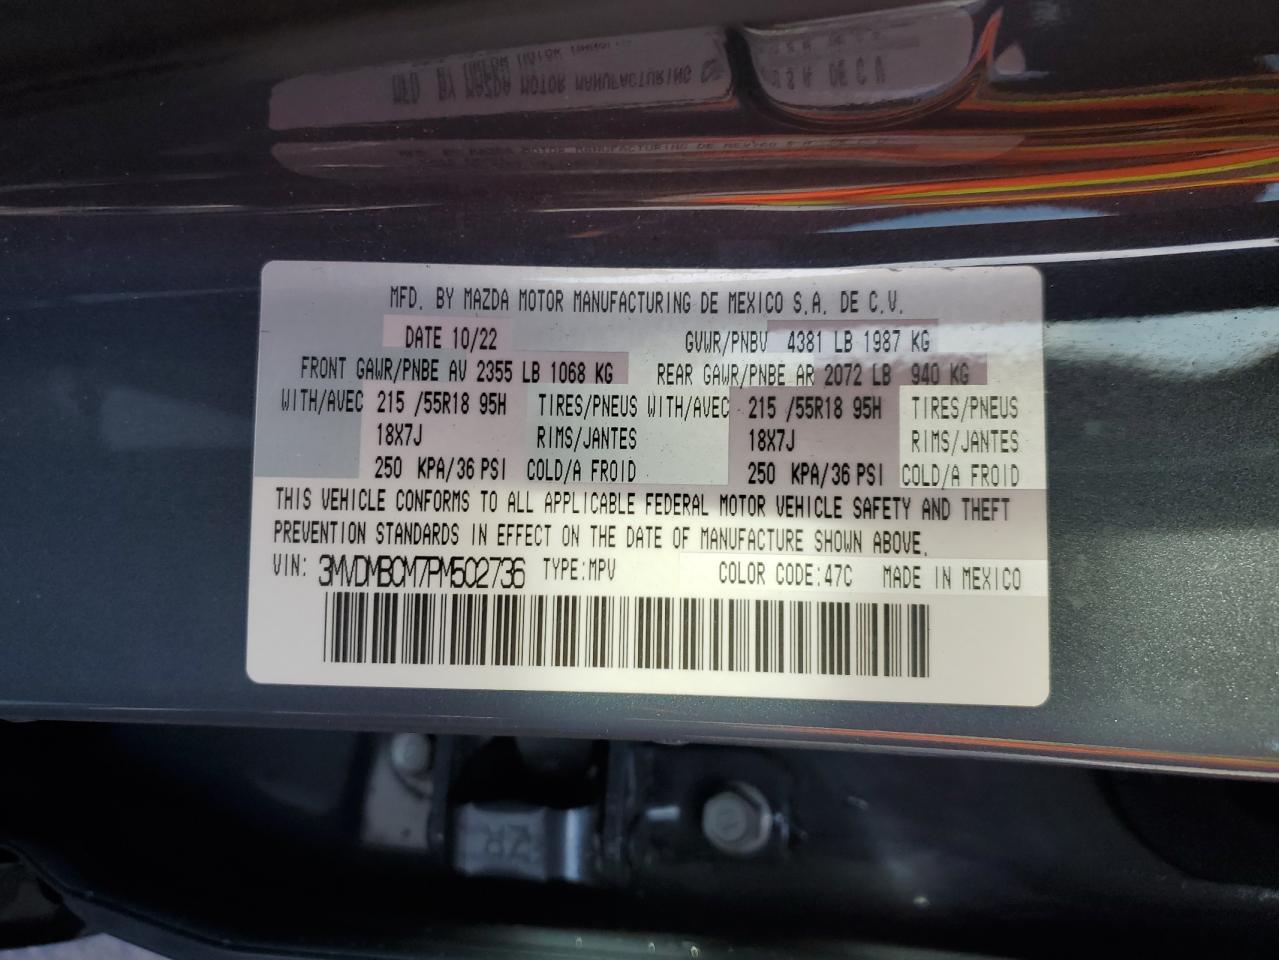 MFD. BY MAZDA MOTOR MANUFACTURING DE MEXICO S.A. DE C.V.
DATE 10/22 GVWR/PNBV 4381 LB 1987 KG
FRONT GAWR/PNBE AV 2355 LB 1068 KG REAR GAWR/PNBE AR 2072 LB 940 KG
WITH/AVEC 215 /55R18 95H TIRES/PNEUS WITH/AVEC 215 /55R18 95H TIRES/PNEUS
18X7J RIMS/JANTES 18X7J RIMS/JANTES
250 KPA/36 PSI COLD/A FROID 250 KPA/36 PSI COLD/A FROID
THIS VEHICLE CONFORMS TO ALL APPLICABLE FEDERAL MOTOR VEHICLE SAFETY AND THEFT
PREVENTION STANDARDS IN EFFECT ON THE DATE OF MANUFACTURE SHOWN ABOVE.
VIN: 3MVDMBCM7PM502736 TYPE:MPV COLOR CODE:47C MADE IN MEXICO